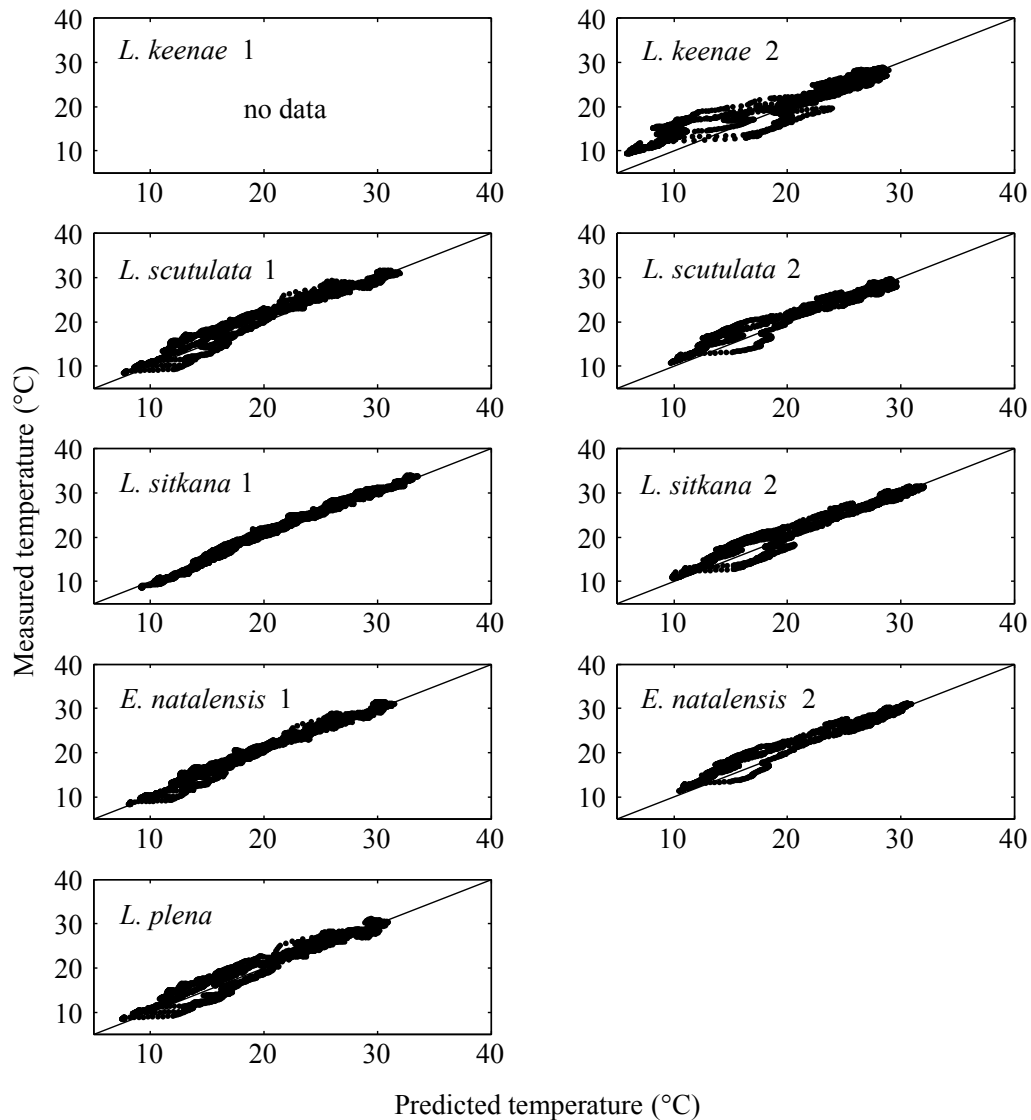 40
30
20
10
L. keenae 1
no data
10 20 30 40
40
30
20
10
L. keenae 2
10 20 30 40
40
30
20
10
L. scutulata 1
10 20 30 40
40
30
20
10
L. scutulata 2
10 20 30 40
Measured temperature (°C)
40
30
20
10
L. sitkana 1
10 20 30 40
40
30
20
10
L. sitkana 2
10 20 30 40
40
30
20
10
E. natalensis 1
10 20 30 40
40
30
20
10
E. natalensis 2
10 20 30 40
40
30
20
10
L. plena
10 20 30 40
Predicted temperature (°C)